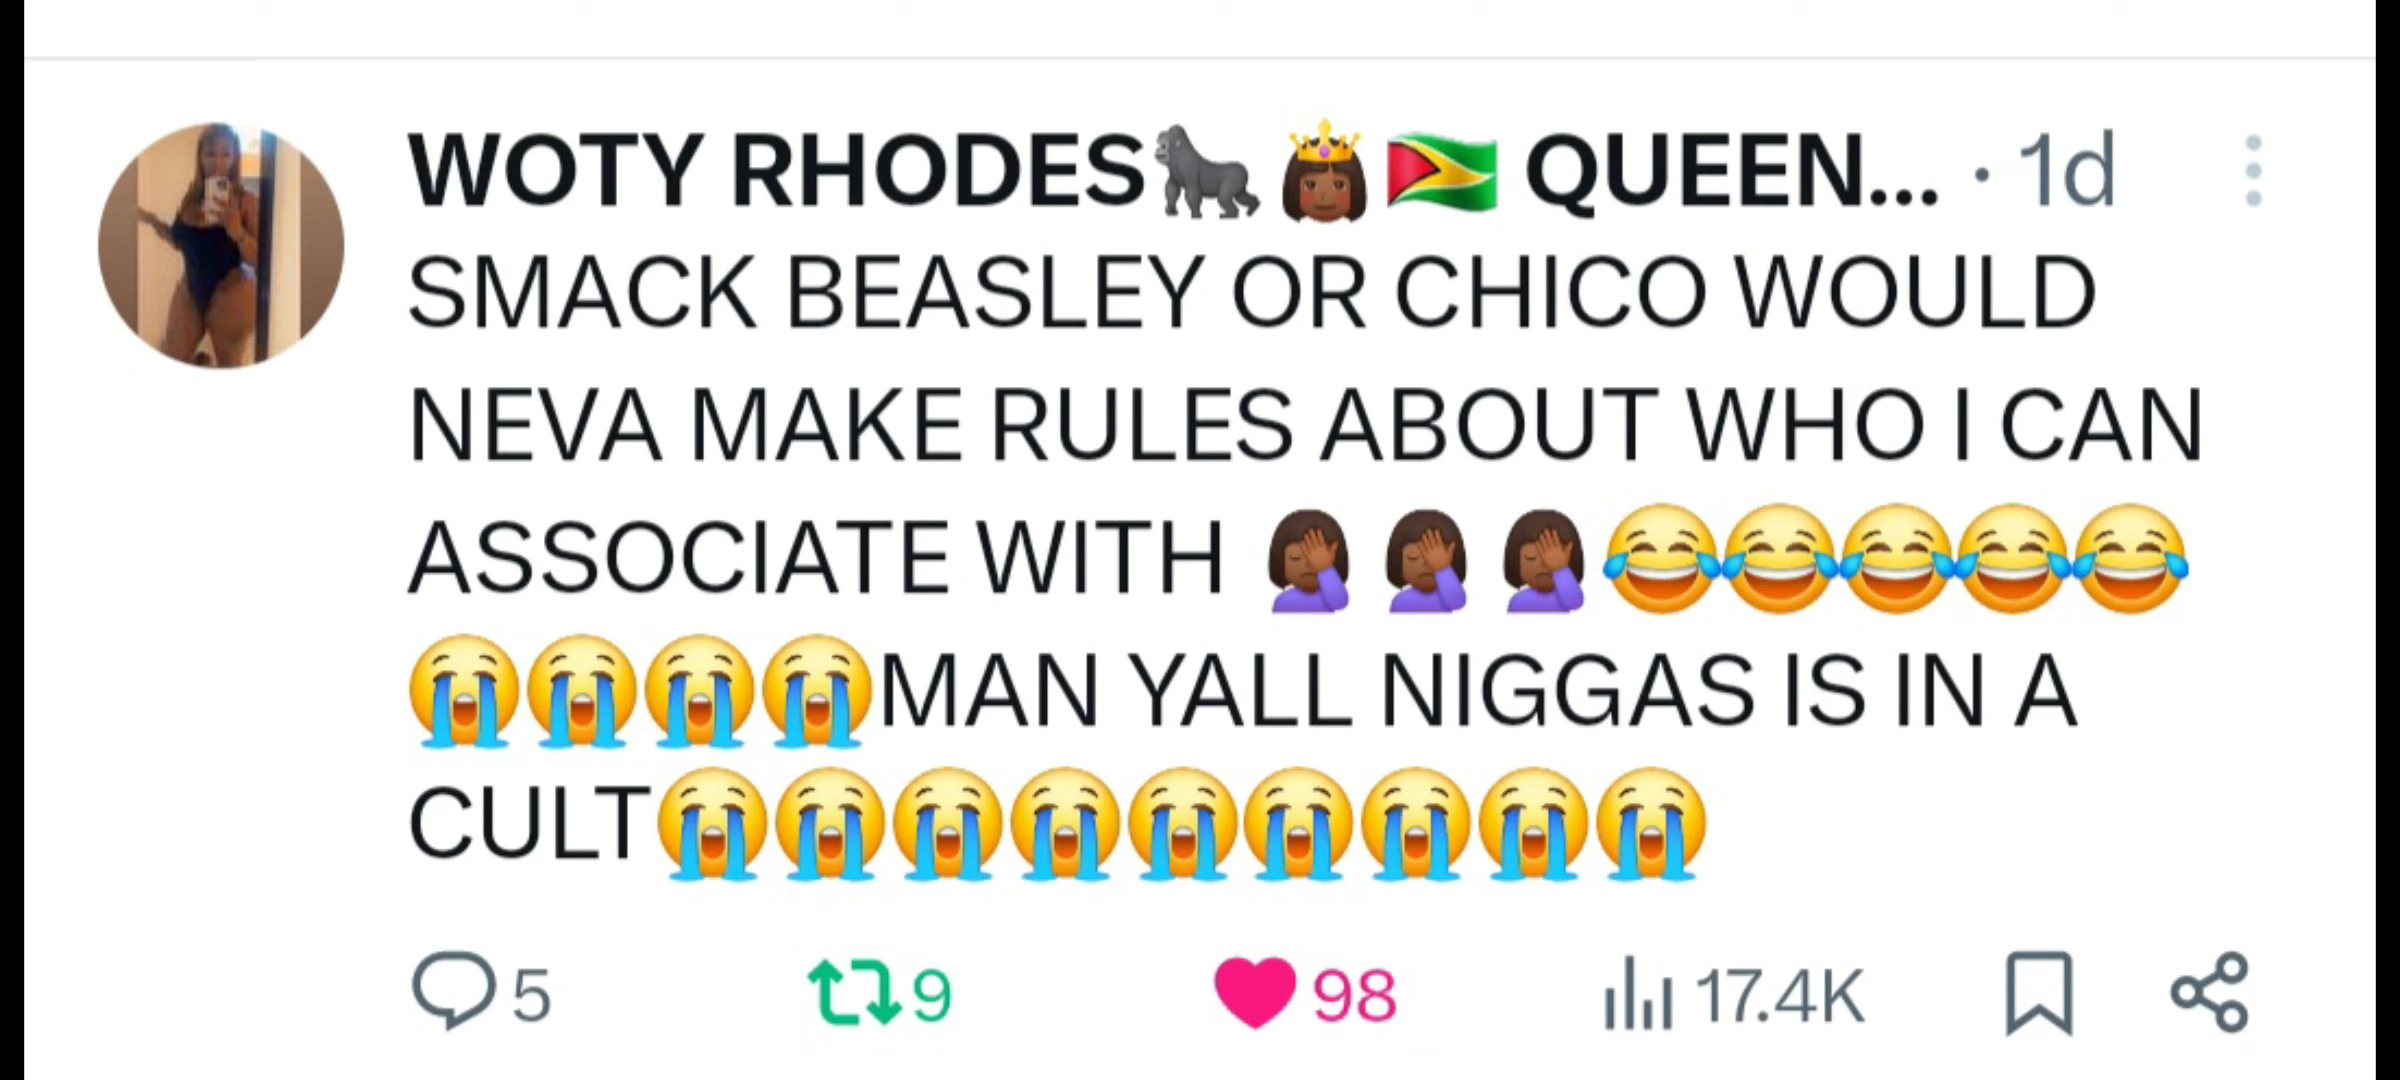 WOTY RHODES🦍👸🏾🇬🇾 QUEEN... · 1d
SMACK BEASLEY OR CHICO WOULD
NEVA MAKE RULES ABOUT WHO I CAN
ASSOCIATE WITH 🤦🏾‍♀️🤦🏾‍♀️🤦🏾‍♀️😂😂😂😂😂
😭😭😭😭MAN YALL NIGGAS IS IN A
CULT😭😭😭😭😭😭😭😭😭
5 9 98 17.4K